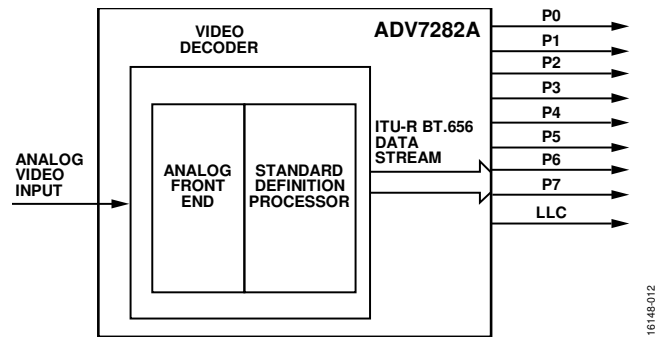 VIDEO
DECODER
ADV7282A
ANALOG
VIDEO
INPUT
ANALOG
FRONT
END
STANDARD
DEFINITION
PROCESSOR
ITU-R BT.656
DATA
STREAM
P0
P1
P2
P3
P4
P5
P6
P7
LLC
16148-012